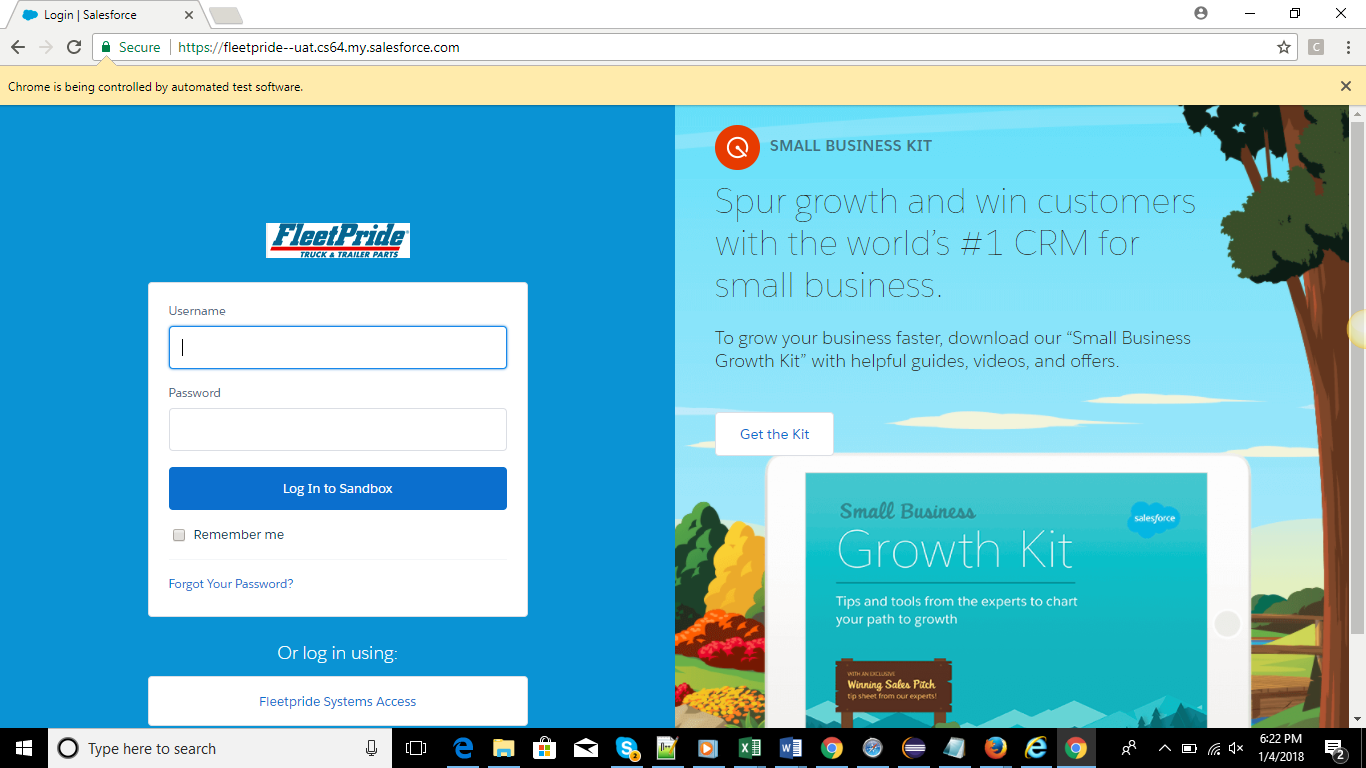 Login | Salesforce
Secure
https://fleetpride--uat.cs64.my.salesforce.com
C
Chrome is being controlled by automated test software.
FleetPride
TRUCK & TRAILER PARTS
Username
Password
Log In to Sandbox
Remember me
Forgot Your Password?
Or log in using:
Fleetpride Systems Access
SMALL BUSINESS KIT
Spur growth and win customers
with the world’s #1 CRM for
small business.
To grow your business faster, download our “Small Business
Growth Kit” with helpful guides, videos, and offers.
Get the Kit
Small Business
salesforce
Growth Kit
Tips and tools from the experts to chart
your path to growth
WITH AN EXCLUSIVE
Winning Sales Pitch
tip sheet from our experts!
Type here to search
6:22 PM
1/4/2018
2